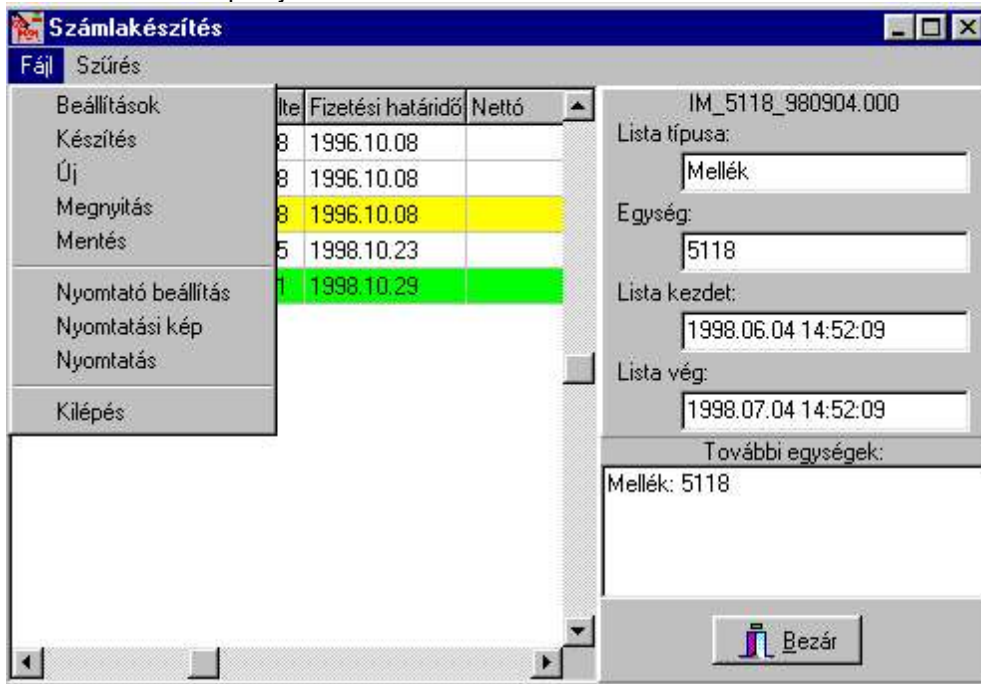 Számlakészítés
Fájl Szűrés
Beállítások
Készítés
Új
Megnyitás
Mentés
Nyomtató beállítás
Nyomtatási kép
Nyomtatás
Kilépés
lte Fizetési határidő Nettó
8 1996.10.08
8 1996.10.08
8 1996.10.08
5 1998.10.23
1 1998.10.29
IM_5118_980904.000
Lista típusa:
Mellék
Egység:
5118
Lista kezdet:
1998.06.04 14:52:09
Lista vég:
1998.07.04 14:52:09
További egységek:
Mellék: 5118
Bezár